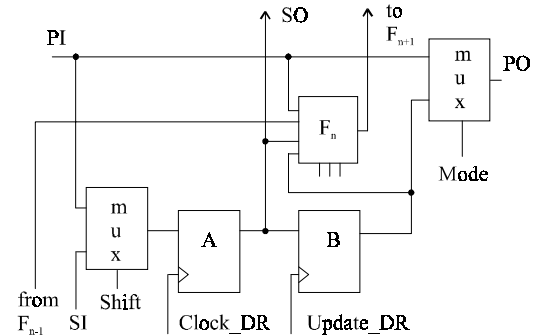 SO
to
F n+1
PI
m
u
x
PO
F n
Mode
m
u
x
A
B
from
F n-1
SI
Shift
Clock_DR
Update_DR